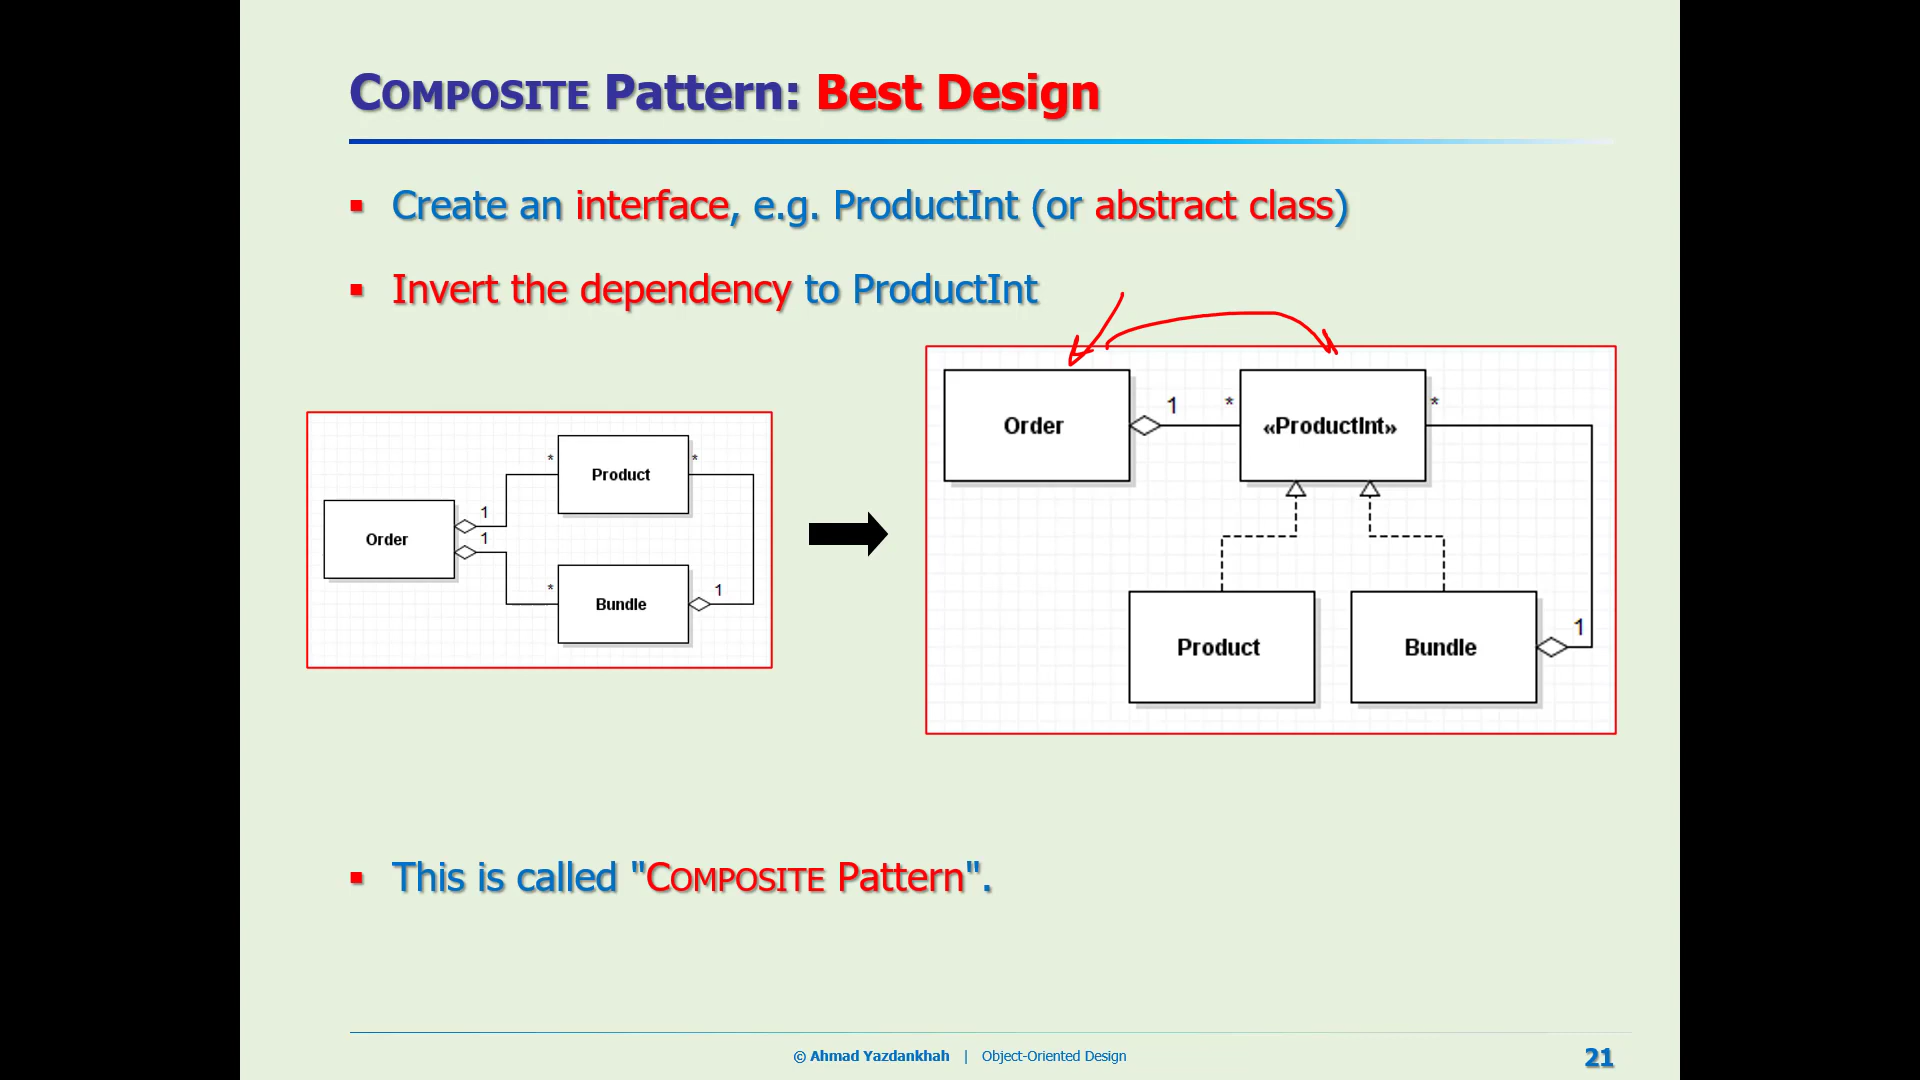 COMPOSITE Pattern: Best Design
▪ Create an interface, e.g. ProductInt (or abstract class)
▪ Invert the dependency to ProductInt
Order
1
1
*
Product
*
*
Bundle
1
Order
1
*
«ProductInt»
*
Product
Bundle
1
▪ This is called "COMPOSITE Pattern".
© Ahmad Yazdankhah | Object-Oriented Design
21